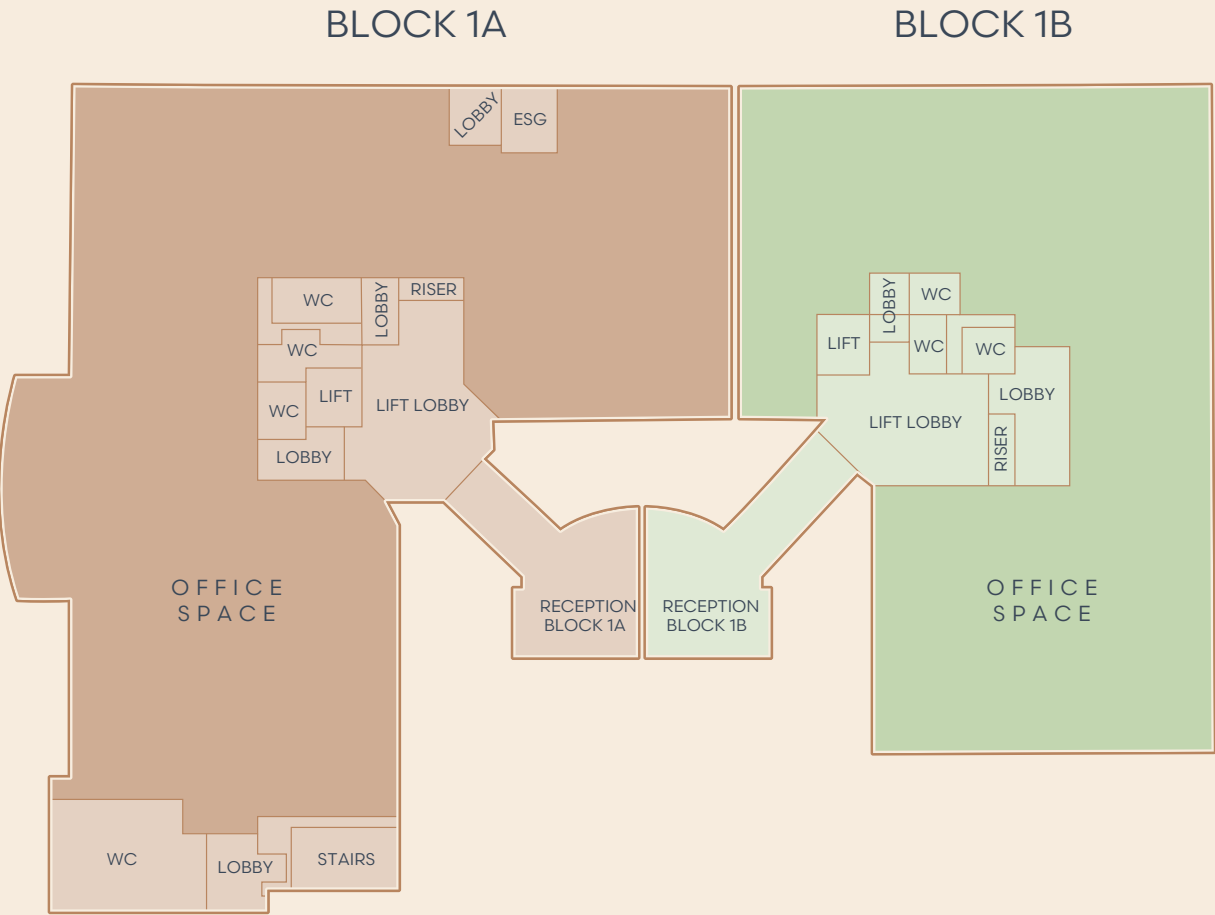 BLOCK 1A
BLOCK 1B
LOBBY
ESG
WC
LOBBY
RISER
WC
LIFT
WC
LIFT LOBBY
LOBBY
OFFICE
SPACE
WC
LOBBY
STAIRS
RECEPTION
BLOCK 1A
RECEPTION
BLOCK 1B
LOBBY
WC
LIFT
WC
WC
LOBBY
LIFT LOBBY
RISER
OFFICE
SPACE